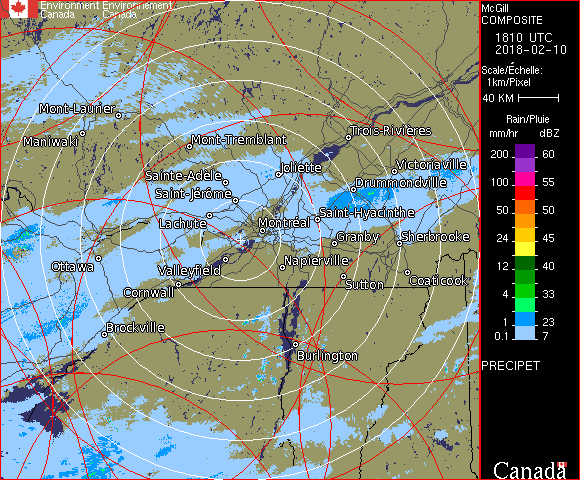 Environment Environnement
Canada Canada
McGill
COMPOSITE
1810 UTC
2018-02-10
Scale/Échelle:
1km/Pixel
40 KM
Rain/Pluie
mm/hr dBZ
200 60
100 55
50 50
24 45
12 40
4 33
1 23
0.1 7
PRECIPET
Canada
Mont-Laurier
Maniwaki
Mont-Tremblant
Trois-Rivières
Sainte-Adèle
Joliette
Victoriaville
Saint-Jérôme
Drummondville
Lachute
Montréal
Saint-Hyacinthe
Granby
Sherbrooke
Ottawa
Valleyfield
Napierville
Cornwall
Sutton
Coaticook
Brockville
Burlington